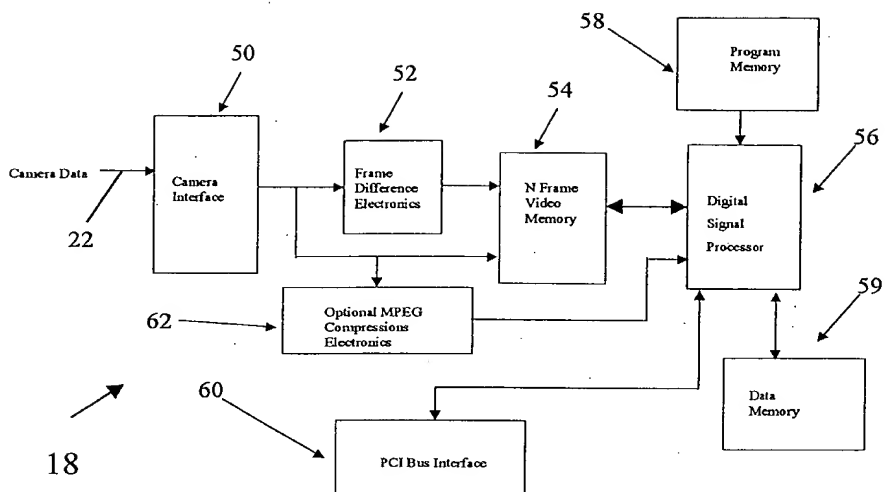 58
Program
Memory
50
52
54
56
Camera Data
Camera
Interface
Frame
Difference
Electronics
N Frame
Video
Memory
Digital
Signal
Processor
22
62
Optional MPEG
Compressions
Electronics
59
Data
Memory
60
PCI Bus Interface
18